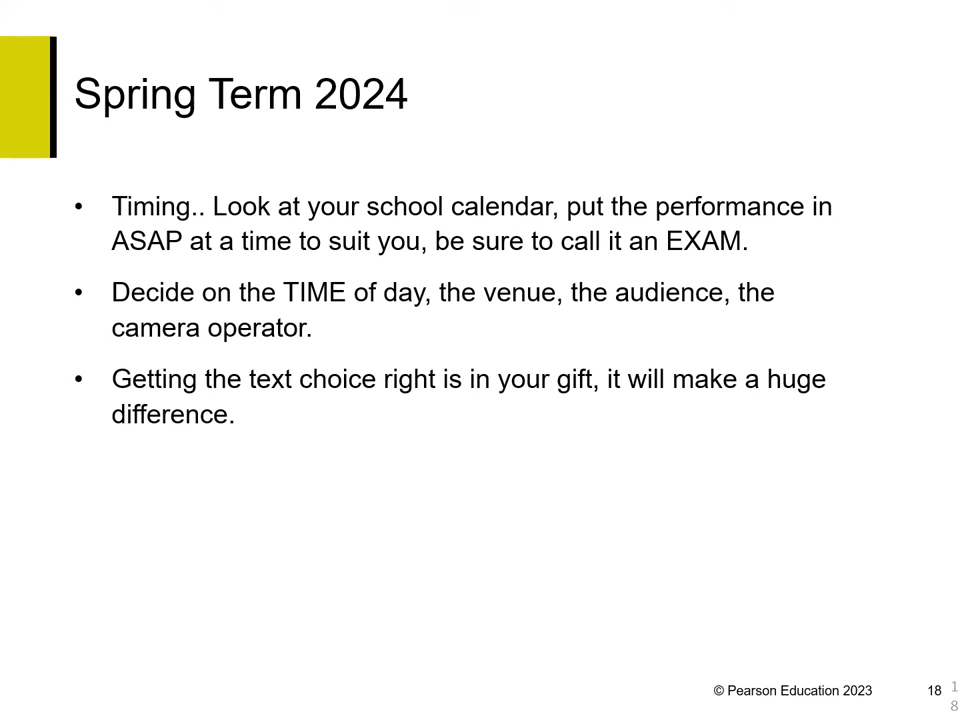 Spring Term 2024
• Timing.. Look at your school calendar, put the performance in
ASAP at a time to suit you, be sure to call it an EXAM.
• Decide on the TIME of day, the venue, the audience, the
camera operator.
• Getting the text choice right is in your gift, it will make a huge
difference.
© Pearson Education 2023 18
1
8